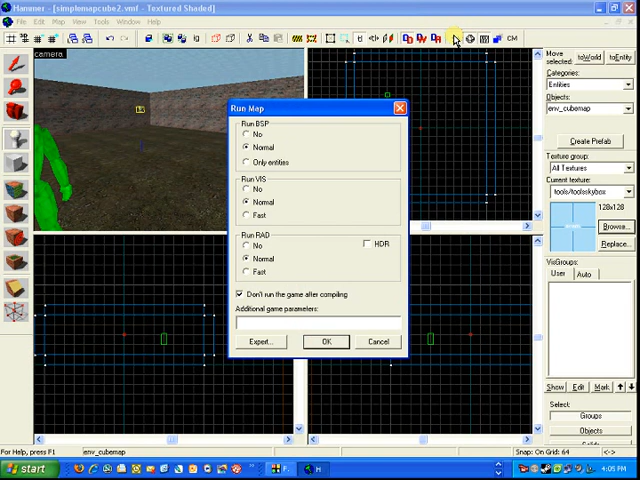 Hammer - [simplemapcube2.vmf - Textured Shaded]
File Edit Map View Tools Instancing Window Help
CM
camera
Run Map
Run BSP
No
Normal
Only entities
Run VIS
No
Normal
Fast
Run RAD
No
HDR
Normal
Fast
Don't run the game after compiling
Additional game parameters:
Expert...
OK
Cancel
Move
selected:
toWorld
toEntity
Categories:
Entities
Objects:
env_cubemap
Create Prefab
Texture group:
All Textures
Current texture:
tools/toolsskybox
128x128
Browse...
Replace...
VisGroups:
User
Auto
Show
Edit
Mark
Select:
Groups
Objects
Solids
For Help, press F1
env_cubemap
Snap: On Grid: 64
<->
start
P..
H
4:05 PM